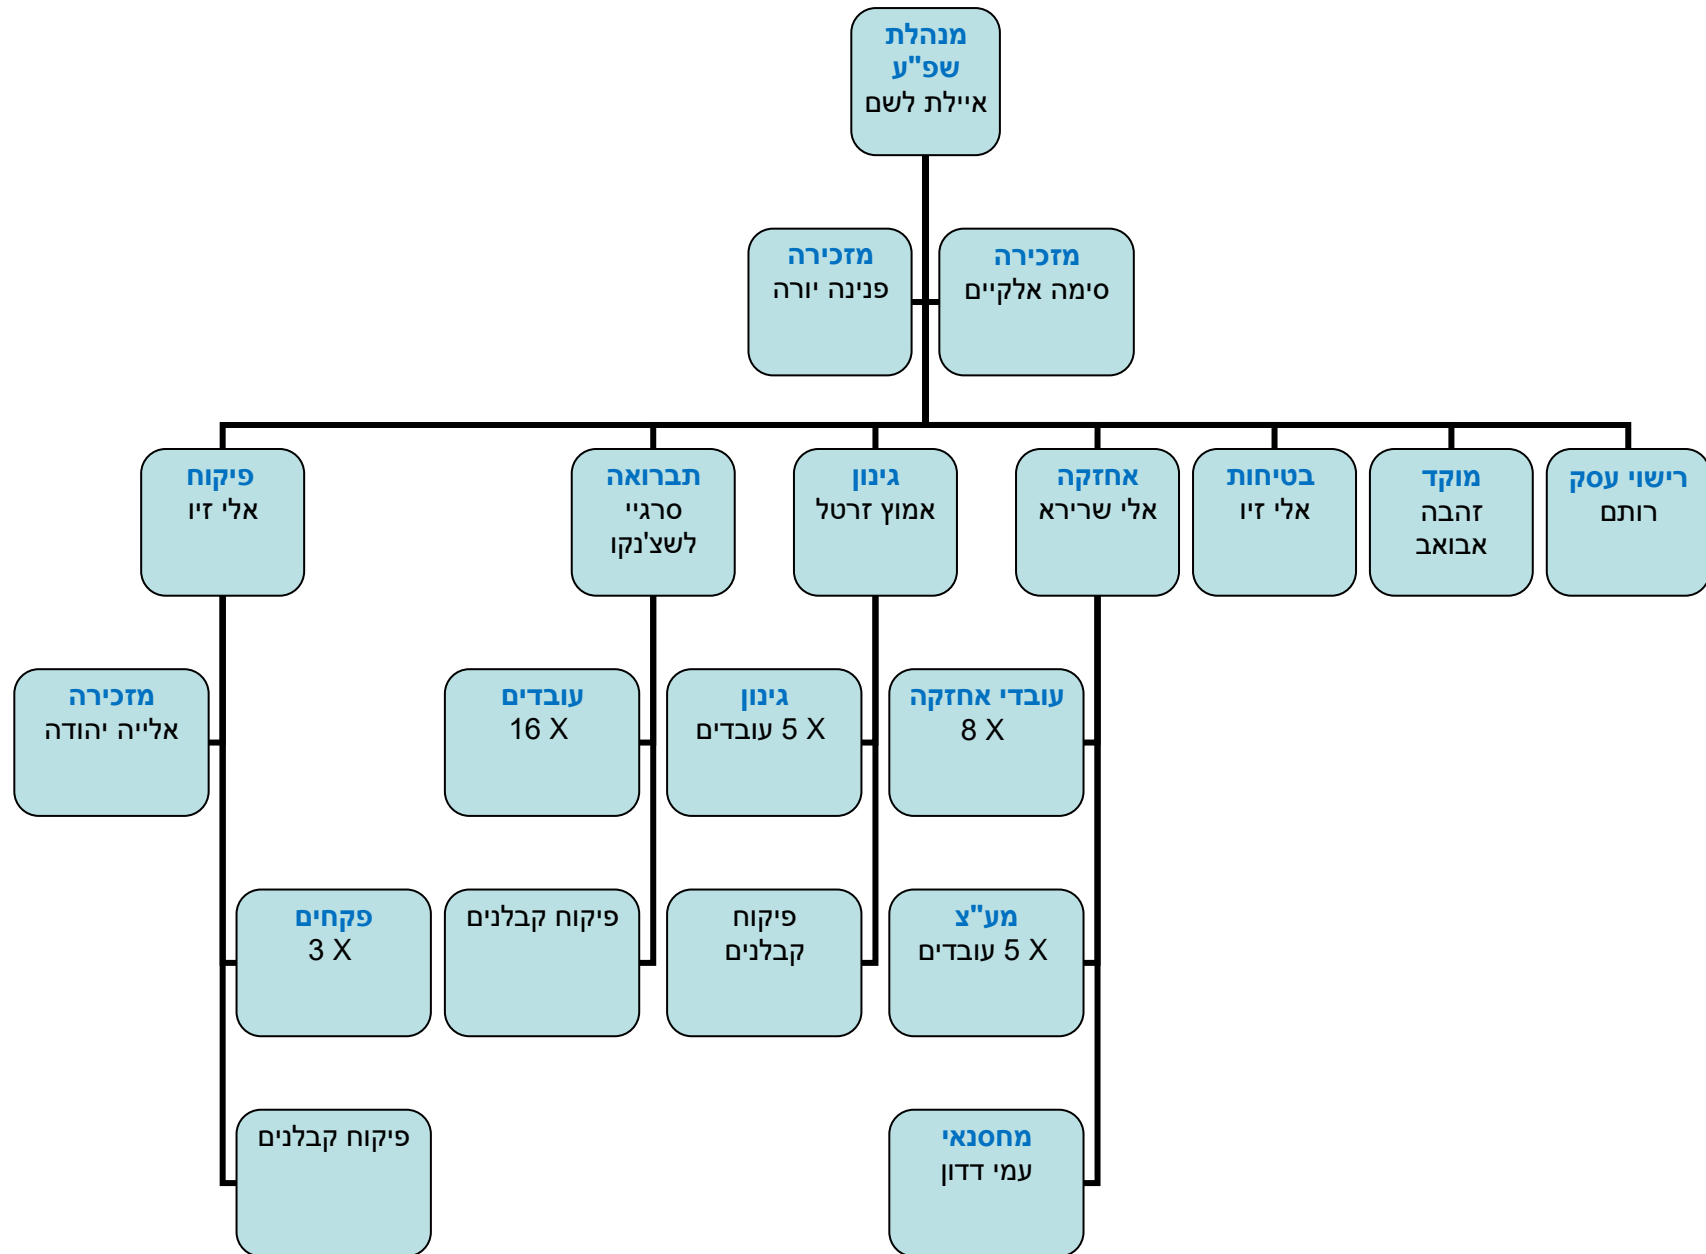 מנהלת
שפ"ע
איילת לשם
מזכירה
סימה אלקיים
מזכירה
פנינה יורה
רישוי עסק
רותם
מוקד
זהבה
אבואב
בטיחות
אלי זיו
אחזקה
אלי שרירא
גינון
אמוץ זרטל
תברואה
סרגיי
לשצ'נקו
פיקוח
אלי זיו
עובדי אחזקה
8 X
גינון
5 X עובדים
עובדים
16 X
מזכירה
אלייה יהודה
מע"צ
5 X עובדים
פיקוח
קבלנים
פיקוח קבלנים
פקחים
3 X
מחסנאי
עמי דדון
פיקוח קבלנים